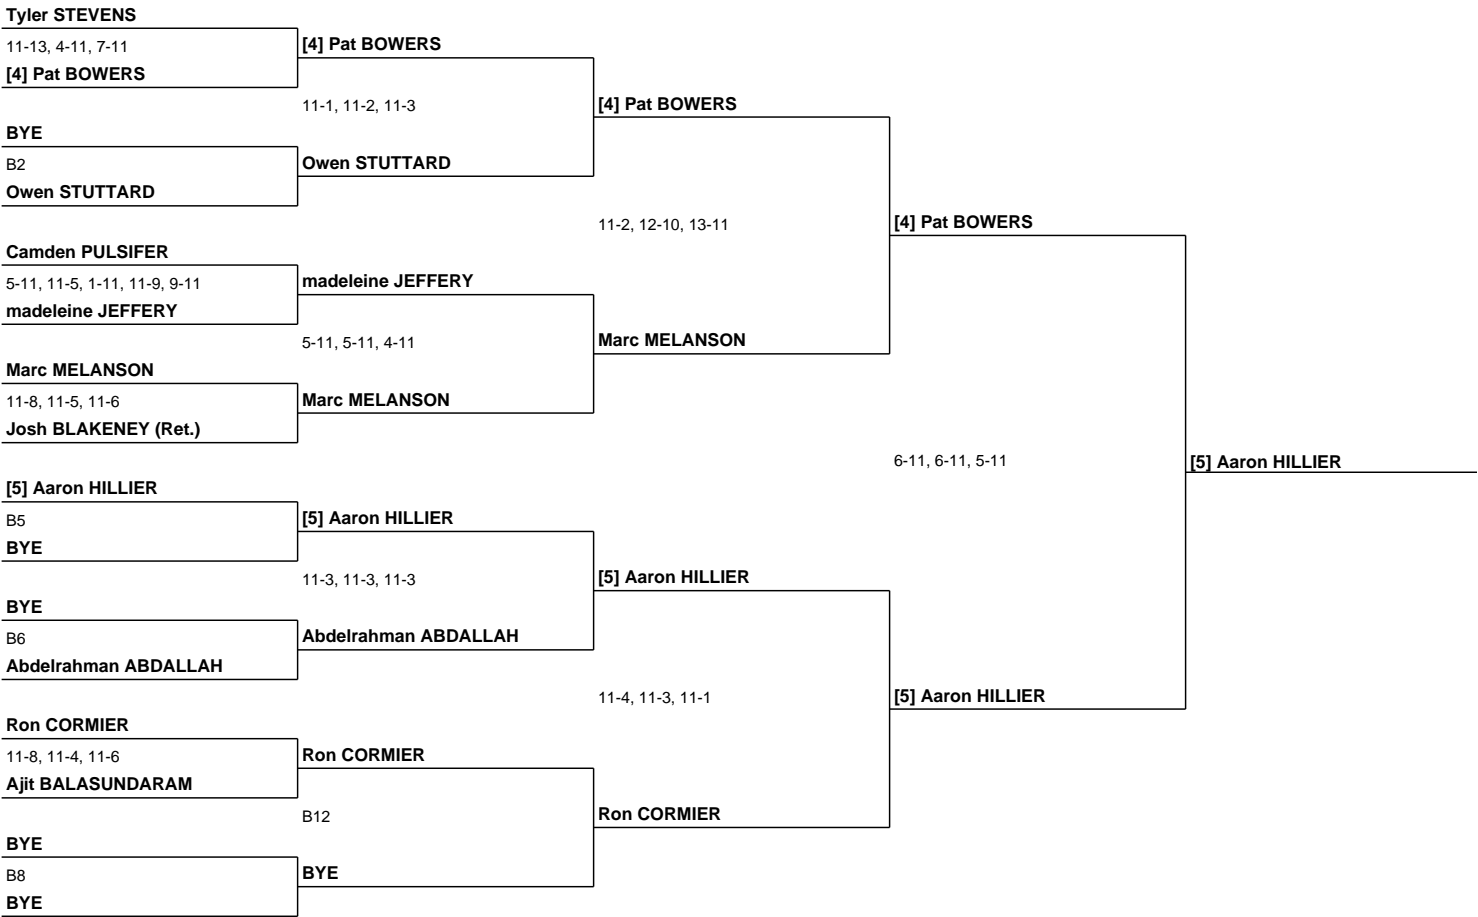 Tyler STEVENS
11-13, 4-11, 7-11
[4] Pat BOWERS
BYE
B2
Owen STUTTARD
Camden PULSIFER
5-11, 11-5, 1-11, 11-9, 9-11
madeleine JEFFERY
Marc MELANSON
11-8, 11-5, 11-6
Josh BLAKENEY (Ret.)
[5] Aaron HILLIER
B5
BYE
BYE
B6
Abdelrahman ABDALLAH
Ron CORMIER
11-8, 11-4, 11-6
Ajit BALASUNDARAM
BYE
B8
BYE
[4] Pat BOWERS
11-1, 11-2, 11-3
Owen STUTTARD
madeleine JEFFERY
5-11, 5-11, 4-11
Marc MELANSON
[5] Aaron HILLIER
11-3, 11-3, 11-3
Abdelrahman ABDALLAH
Ron CORMIER
B12
BYE
[4] Pat BOWERS
11-2, 12-10, 13-11
Marc MELANSON
[5] Aaron HILLIER
11-4, 11-3, 11-1
Ron CORMIER
[4] Pat BOWERS
6-11, 6-11, 5-11
[5] Aaron HILLIER
[5] Aaron HILLIER